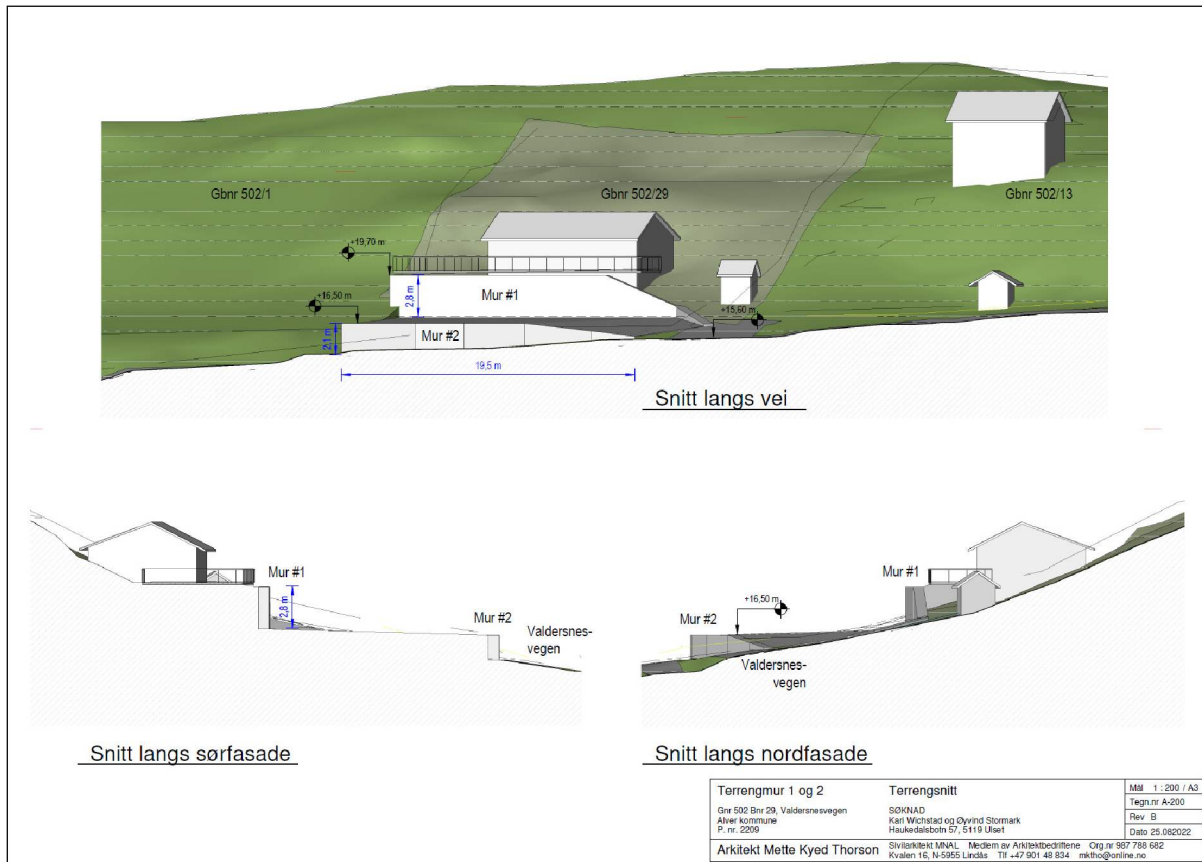 Gbnr 502/1
Gbnr 502/29
Gbnr 502/13
+19,70 m
+16,50 m
2,8 m
Mur #1
+15,60 m
2,1 m
Mur #2
19,5 m
Snitt langs vei
Mur #1
2,8 m
Mur #2
Valdersnes-
vegen
Snitt langs sørfasade
Mur #1
+16,50 m
Mur #2
Valdersnes-
vegen
Snitt langs nordfasade
Terrengmur 1 og 2
Gnr 502 Bnr 29, Valdersnesvegen
Alver kommune
P. nr. 2209
Terrengsnitt
SØKNAD
Kari Wichstad og Øyvind Stormark
Haukedalsbotn 57, 5119 Ulset
Mål 1 : 200 / A3
Tegn.nr A-200
Rev B
Dato 25.082022
Arkitekt Mette Kyed Thorson
Sivilarkitekt MNAL Medlem av Arkitektbedriftene Org.nr 987 788 682
Kvalen 16, N-5955 Lindås Tlf +47 901 48 834 mktho@online.no